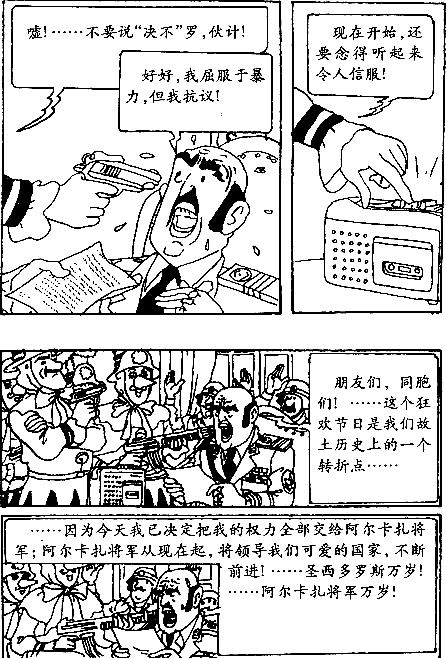 嘘！……不要说“决不”罗，伙计！
好好，我屈服于暴
力，但我抗议！
现在开始，还
要念得听起来
令人信服！
朋友们，同胞
们！……这个狂
欢节日是我们故
土历史上的一个
转折点……
……因为今天我已决定把我的权力全部交给阿尔卡扎将
军；阿尔卡扎将军从现在起，将领导我们可爱的国家，不断
前进！……圣西多罗斯万岁！
……阿尔卡扎将军万岁！